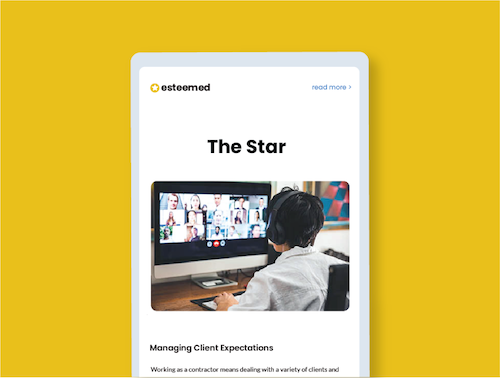 esteemed
read more >
The Star
Managing Client Expectations
Working as a contractor means dealing with a variety of clients and